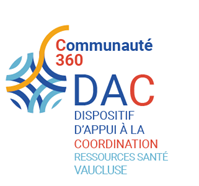 Communauté
360
DAC
DISPOSITIF
D'APPUI À LA
COORDINATION
RESSOURCES SANTÉ
VAUCLUSE